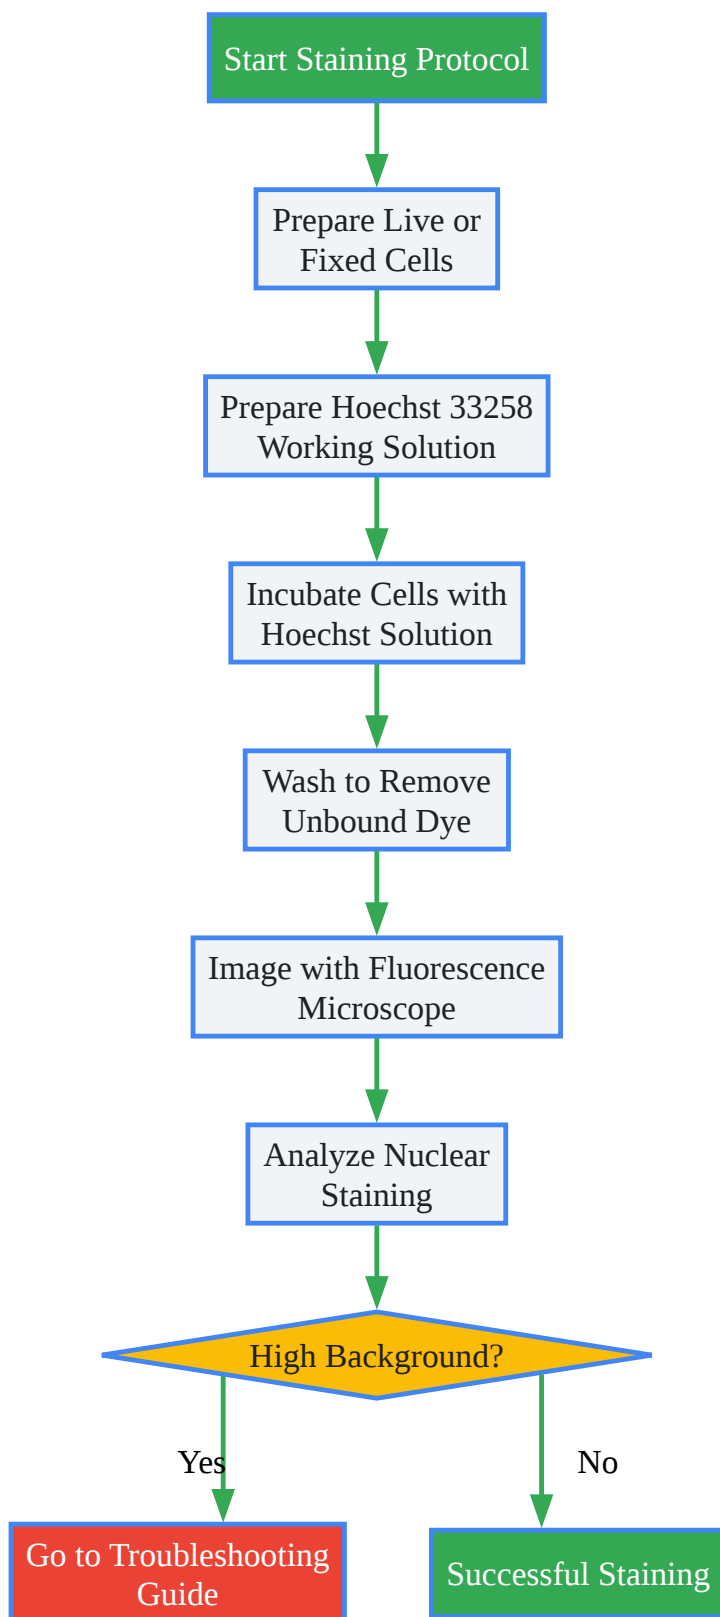 Start Staining Protocol
Prepare Live or
Fixed Cells
Prepare Hoechst 33258
Working Solution
Incubate Cells with
Hoechst Solution
Wash to Remove
Unbound Dye
Image with Fluorescence
Microscope
Analyze Nuclear
Staining
High Background?
Yes
No
Go to Troubleshooting
Guide
Successful Staining